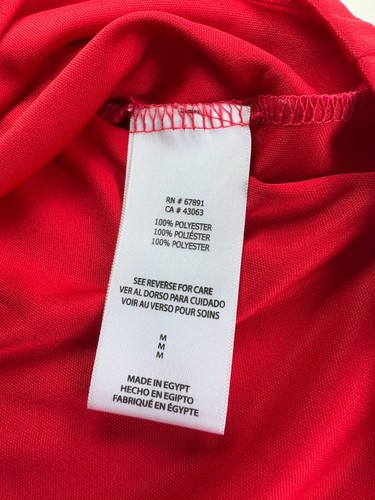 RN # 67891
CA # 43063
100% POLYESTER
100% POLIÉSTER
100% POLYESTER
SEE REVERSE FOR CARE
VER AL DORSO PARA CUIDADO
VOIR AU VERSO POUR SOINS
M
M
M
MADE IN EGYPT
HECHO EN EGIPTO
FABRIQUÉ EN ÉGYPTE